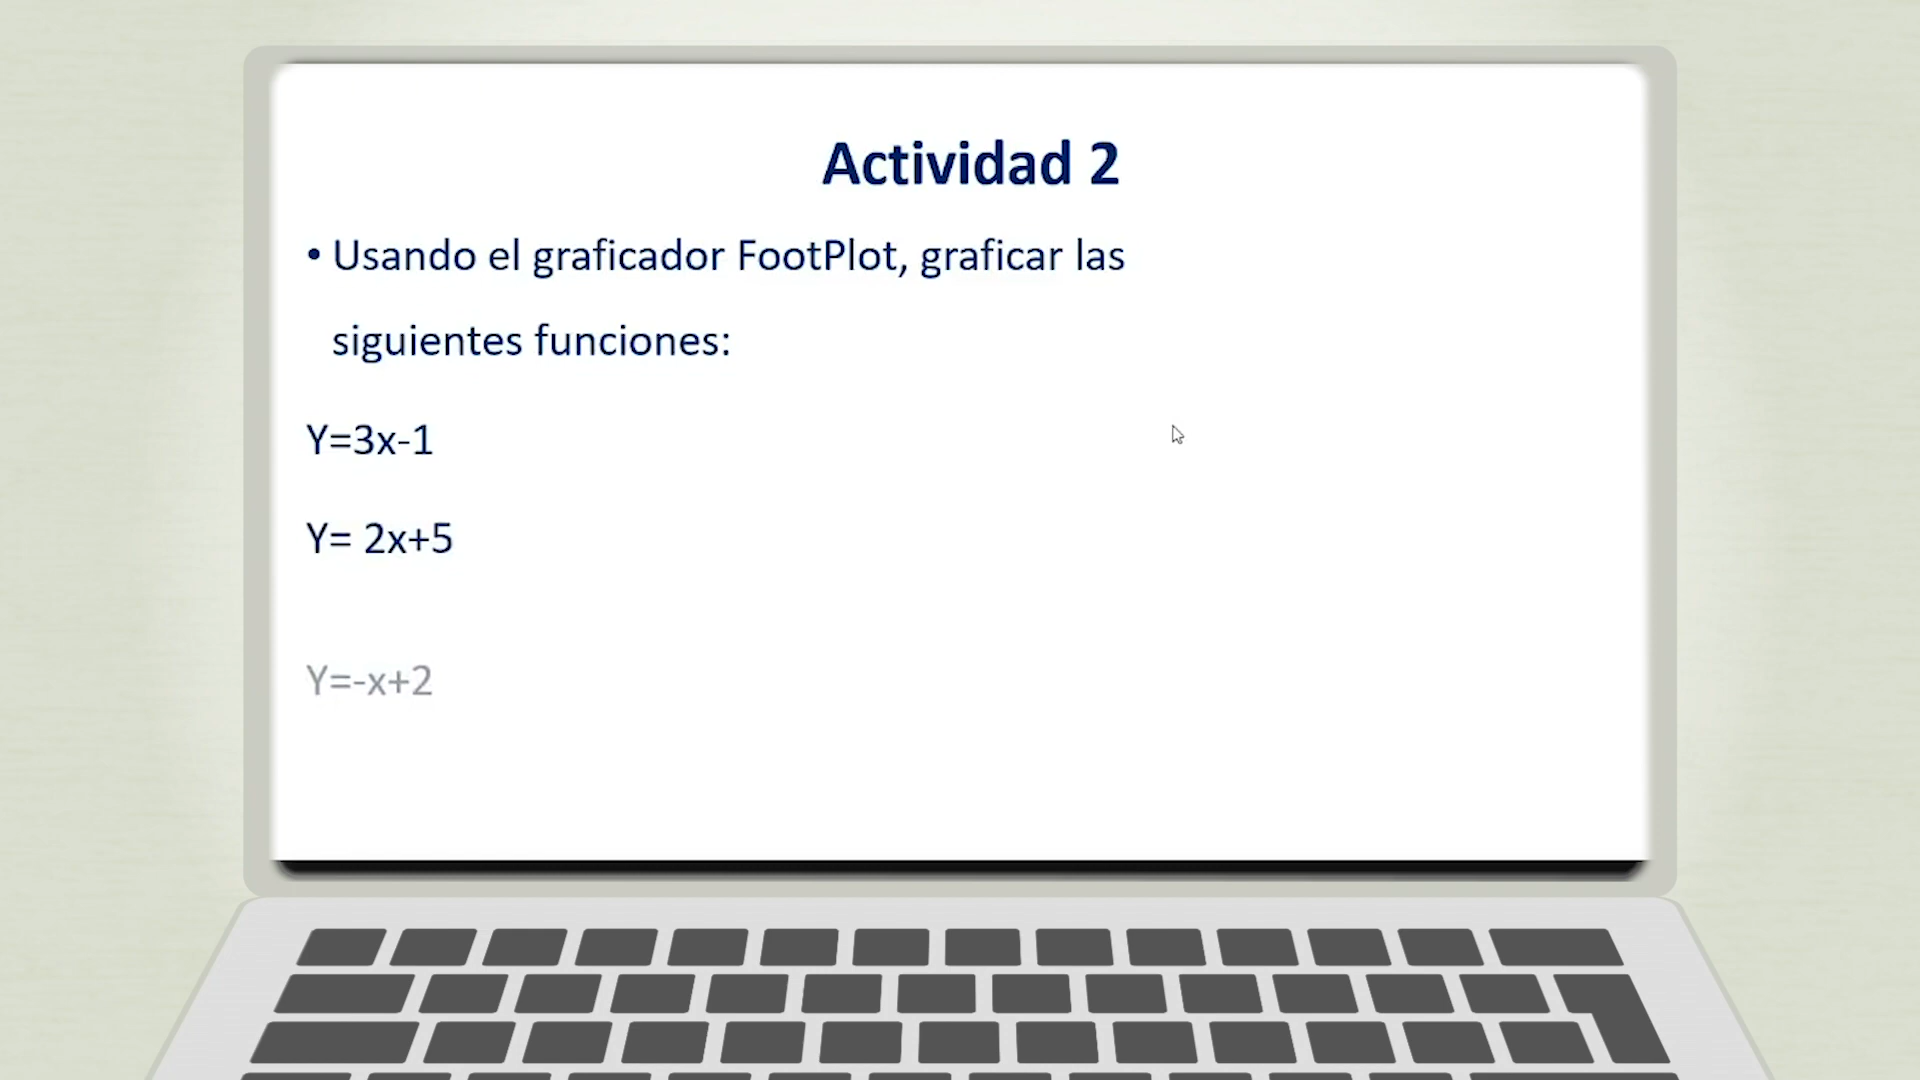 Actividad 2
• Usando el graficador FootPlot, graficar las
siguientes funciones:
Y=3x-1
Y= 2x+5
Y=-x+2